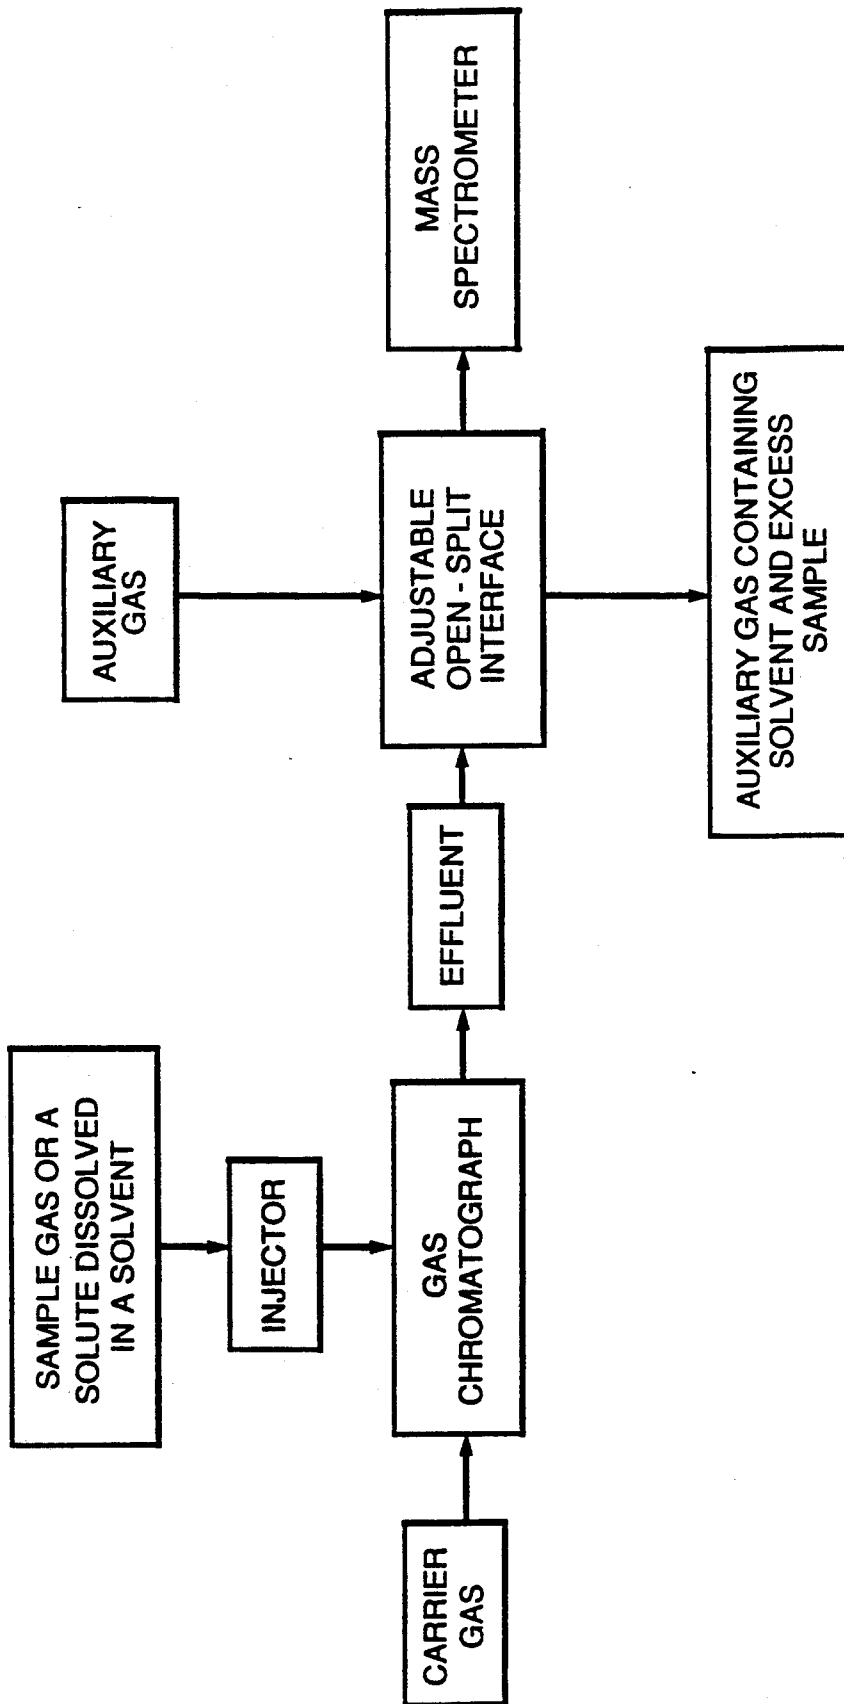 SAMPLE GAS OR A
SOLUTE DISSOLVED
IN A SOLVENT
INJECTOR
CARRIER
GAS
GAS
CHROMATOGRAPH
EFFLUENT
AUXILIARY
GAS
ADJUSTABLE
OPEN - SPLIT
INTERFACE
MASS
SPECTROMETER
AUXILIARY GAS CONTAINING
SOLVENT AND EXCESS
SAMPLE